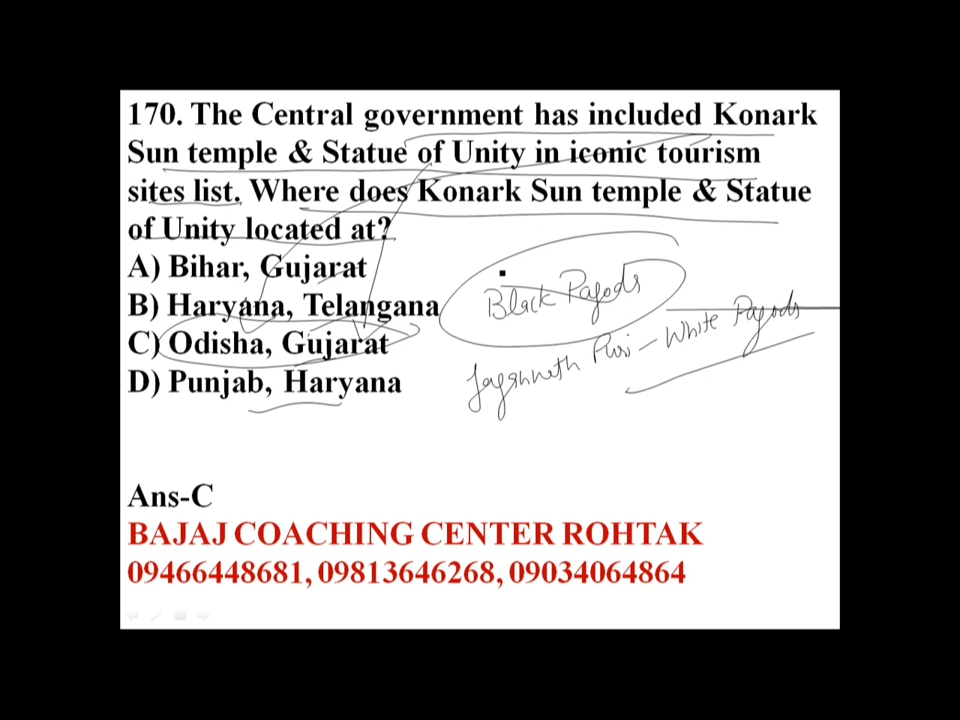 170. The Central government has included Konark
Sun temple & Statue of Unity in iconic tourism
sites list. Where does Konark Sun temple & Statue
of Unity located at?
A) Bihar, Gujarat
B) Haryana, Telangana
C) Odisha, Gujarat
D) Punjab, Haryana
Black Pagoda
Jagannath Puri - White Pagoda
Ans-C
BAJAJ COACHING CENTER ROHTAK
09466448681, 09813646268, 09034064864